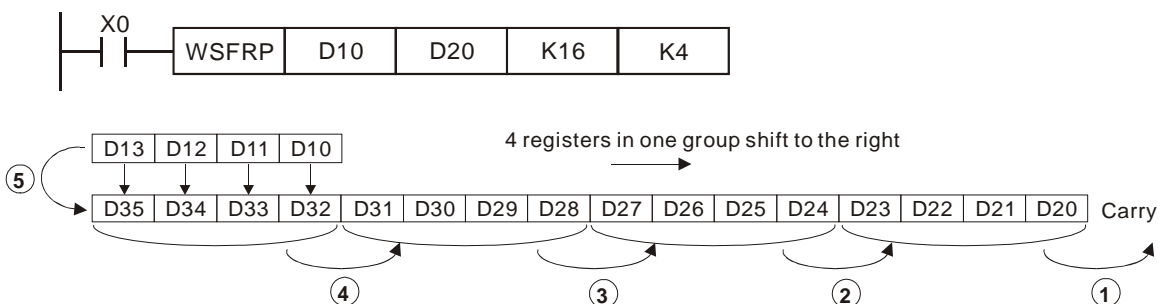 X0
WSFRP D10 D20 K16 K4
4 registers in one group shift to the right
D13 D12 D11 D10
5
D35 D34 D33 D32 D31 D30 D29 D28 D27 D26 D25 D24 D23 D22 D21 D20 Carry
4 3 2 1